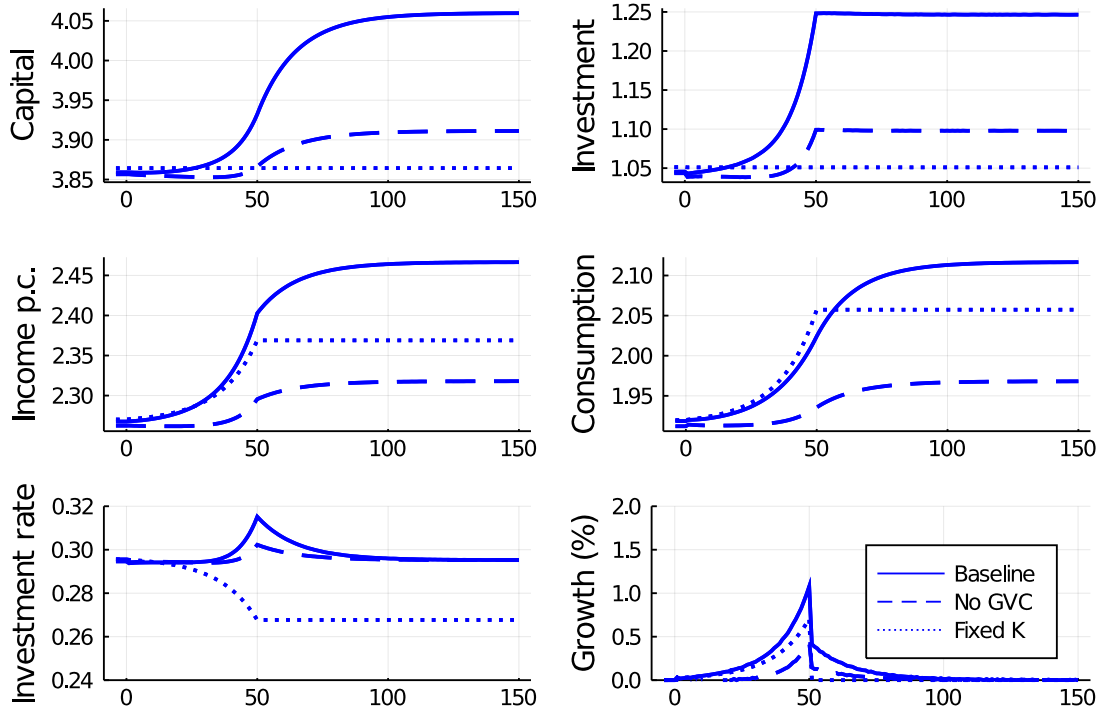 Capital
4.05
4.00
3.95
3.90
3.85
0 50 100 150
Investment
1.25
1.20
1.15
1.10
1.05
0 50 100 150
Income p.c.
2.45
2.40
2.35
2.30
0 50 100 150
Consumption
2.10
2.05
2.00
1.95
0 50 100 150
Investment rate
0.32
0.30
0.28
0.26
0.24
0 50 100 150
Growth (%)
2.0
1.5
1.0
0.5
0.0
0 50 100 150
Baseline
No GVC
Fixed K